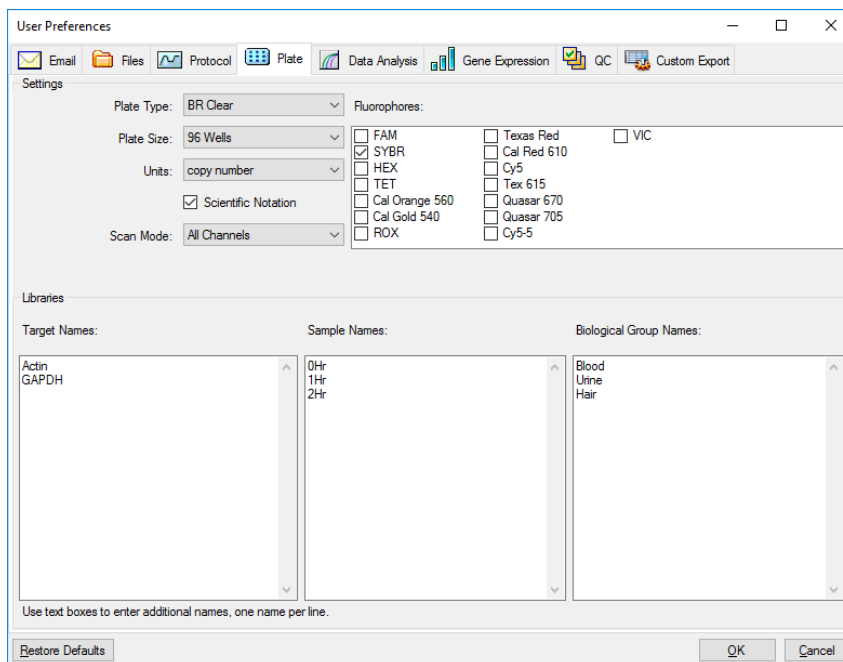 User Preferences
Email Files Protocol Plate Data Analysis Gene Expression QC Custom Export
Settings
Plate Type: BR Clear Fluorophores:
Plate Size: 96 Wells
Units: copy number
Scientific Notation
Scan Mode: All Channels
FAM Texas Red VIC
SYBR Cal Red 610
HEX Cy5
TET Tex 615
Cal Orange 560 Quasar 670
Cal Gold 540 Quasar 705
ROX Cy5-5
Libraries
Target Names: Sample Names: Biological Group Names:
Actin 0Hr Blood
GAPDH 1Hr Urine
2Hr Hair
Use text boxes to enter additional names, one name per line.
Restore Defaults OK Cancel